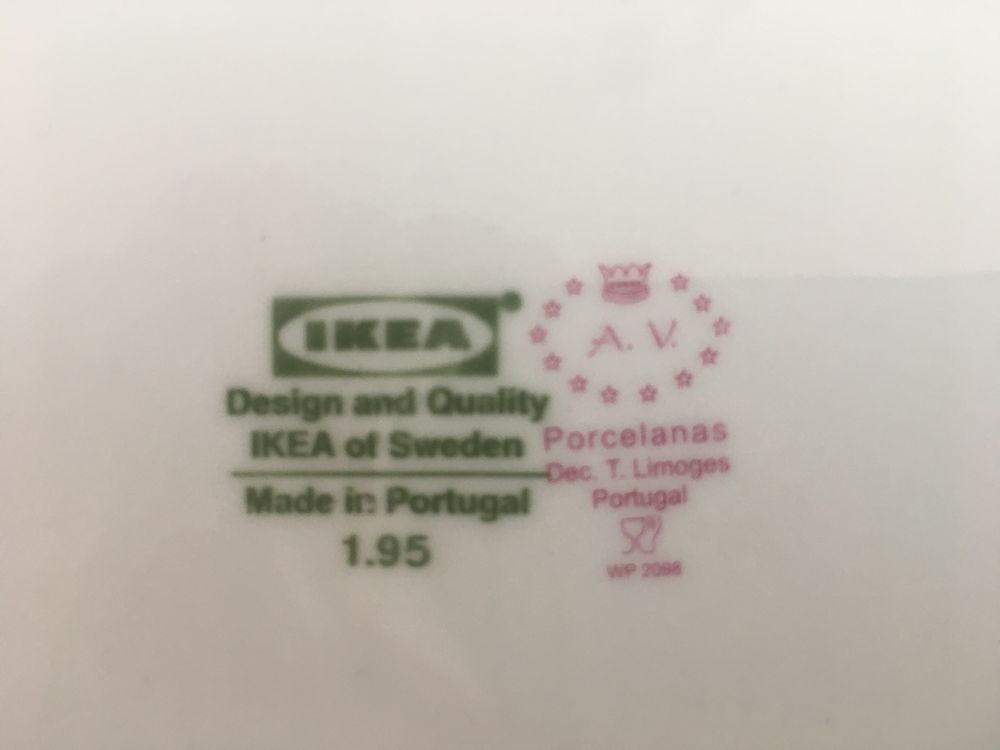 IKEA
Design and Quality
IKEA of Sweden
Made in Portugal
1.95
A. V.
Porcelanas
Dec. T. Limoges
Portugal
WP 2098